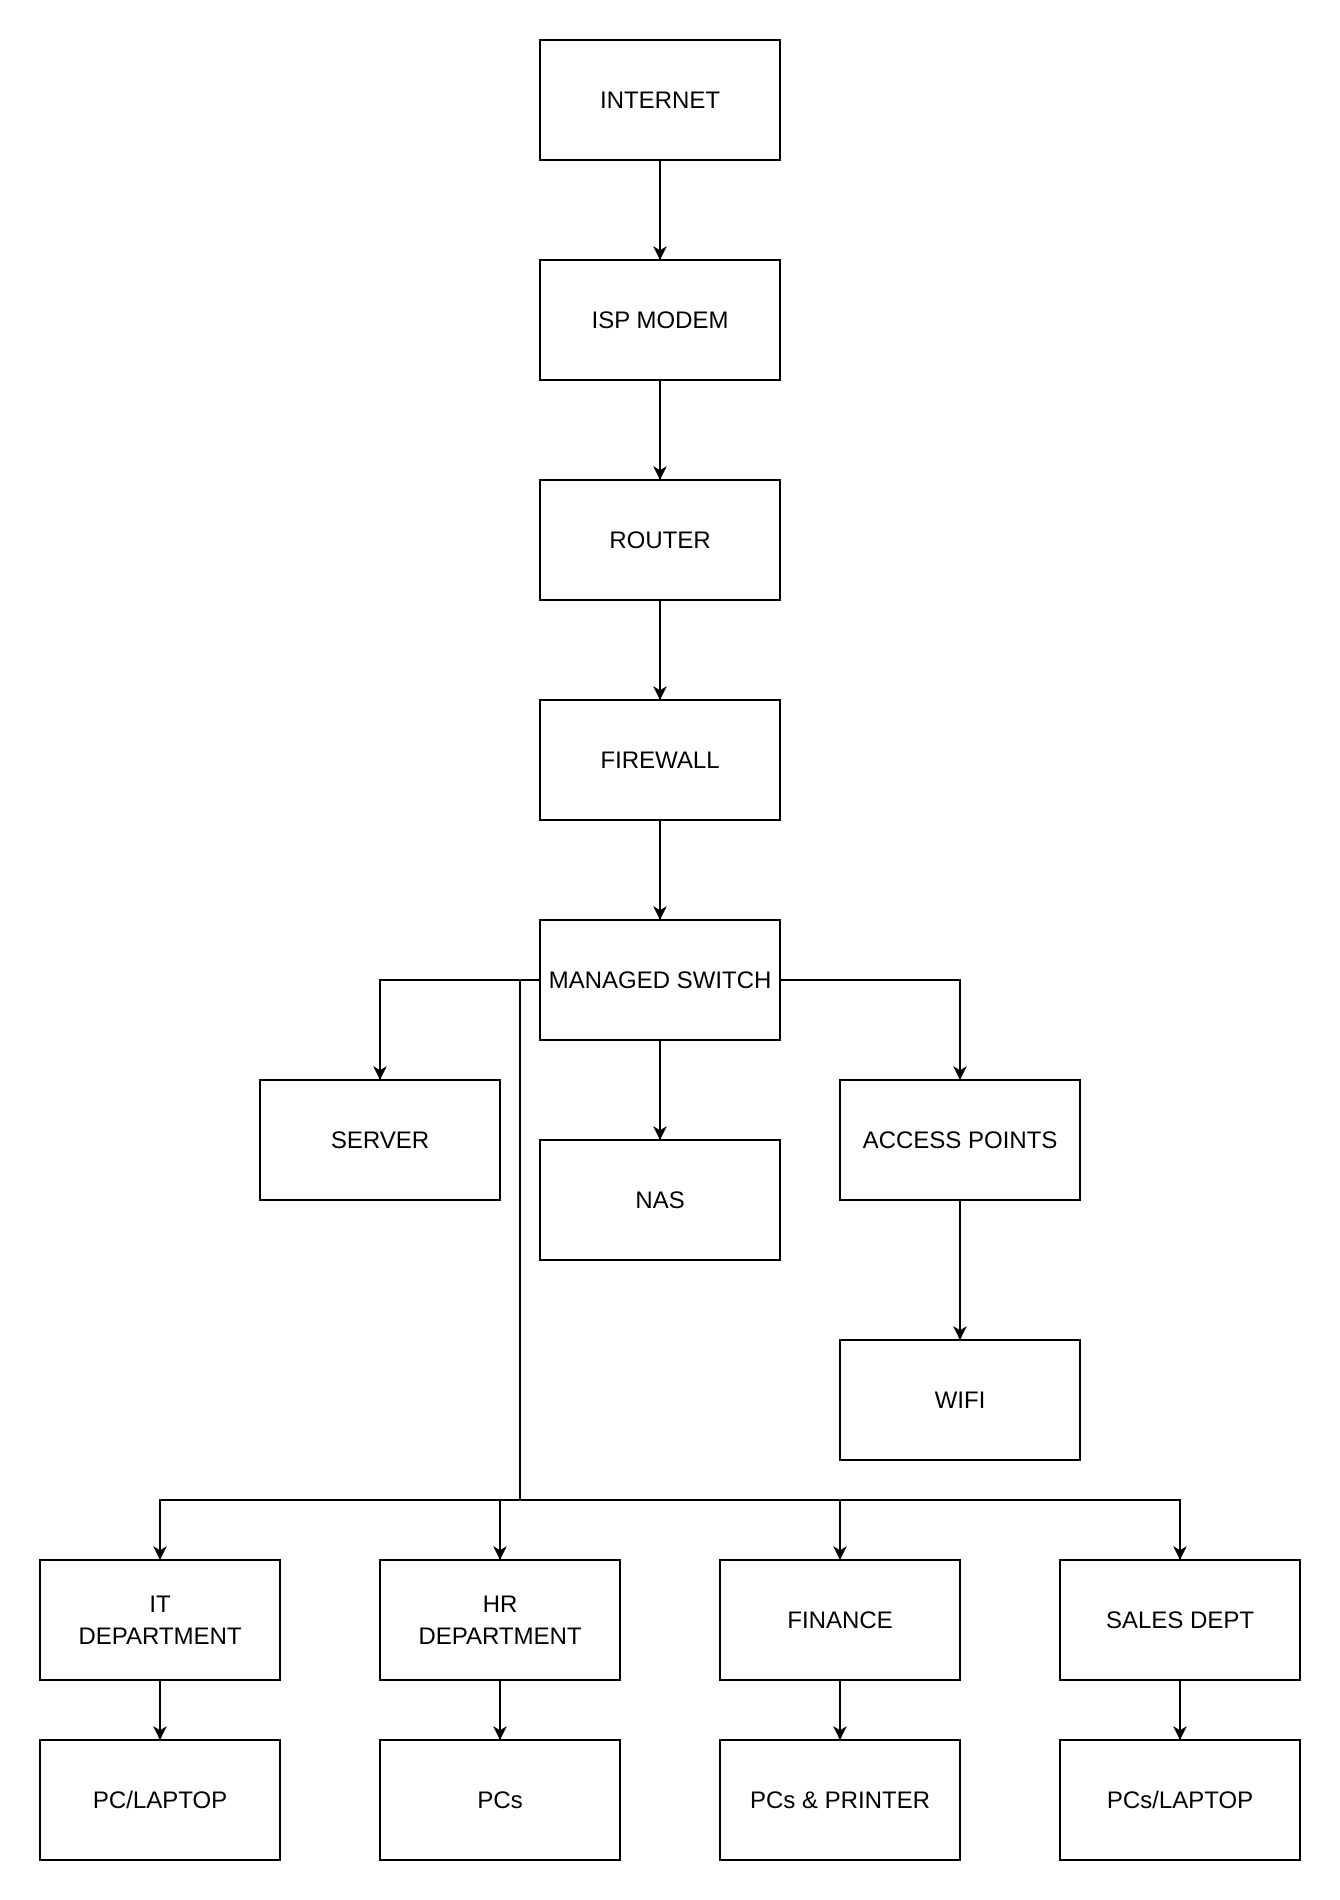 INTERNET
ISP MODEM
ROUTER
FIREWALL
MANAGED SWITCH
SERVER
NAS
ACCESS POINTS
WIFI
IT
DEPARTMENT
HR
DEPARTMENT
FINANCE
SALES DEPT
PC/LAPTOP
PCs
PCs & PRINTER
PCs/LAPTOP